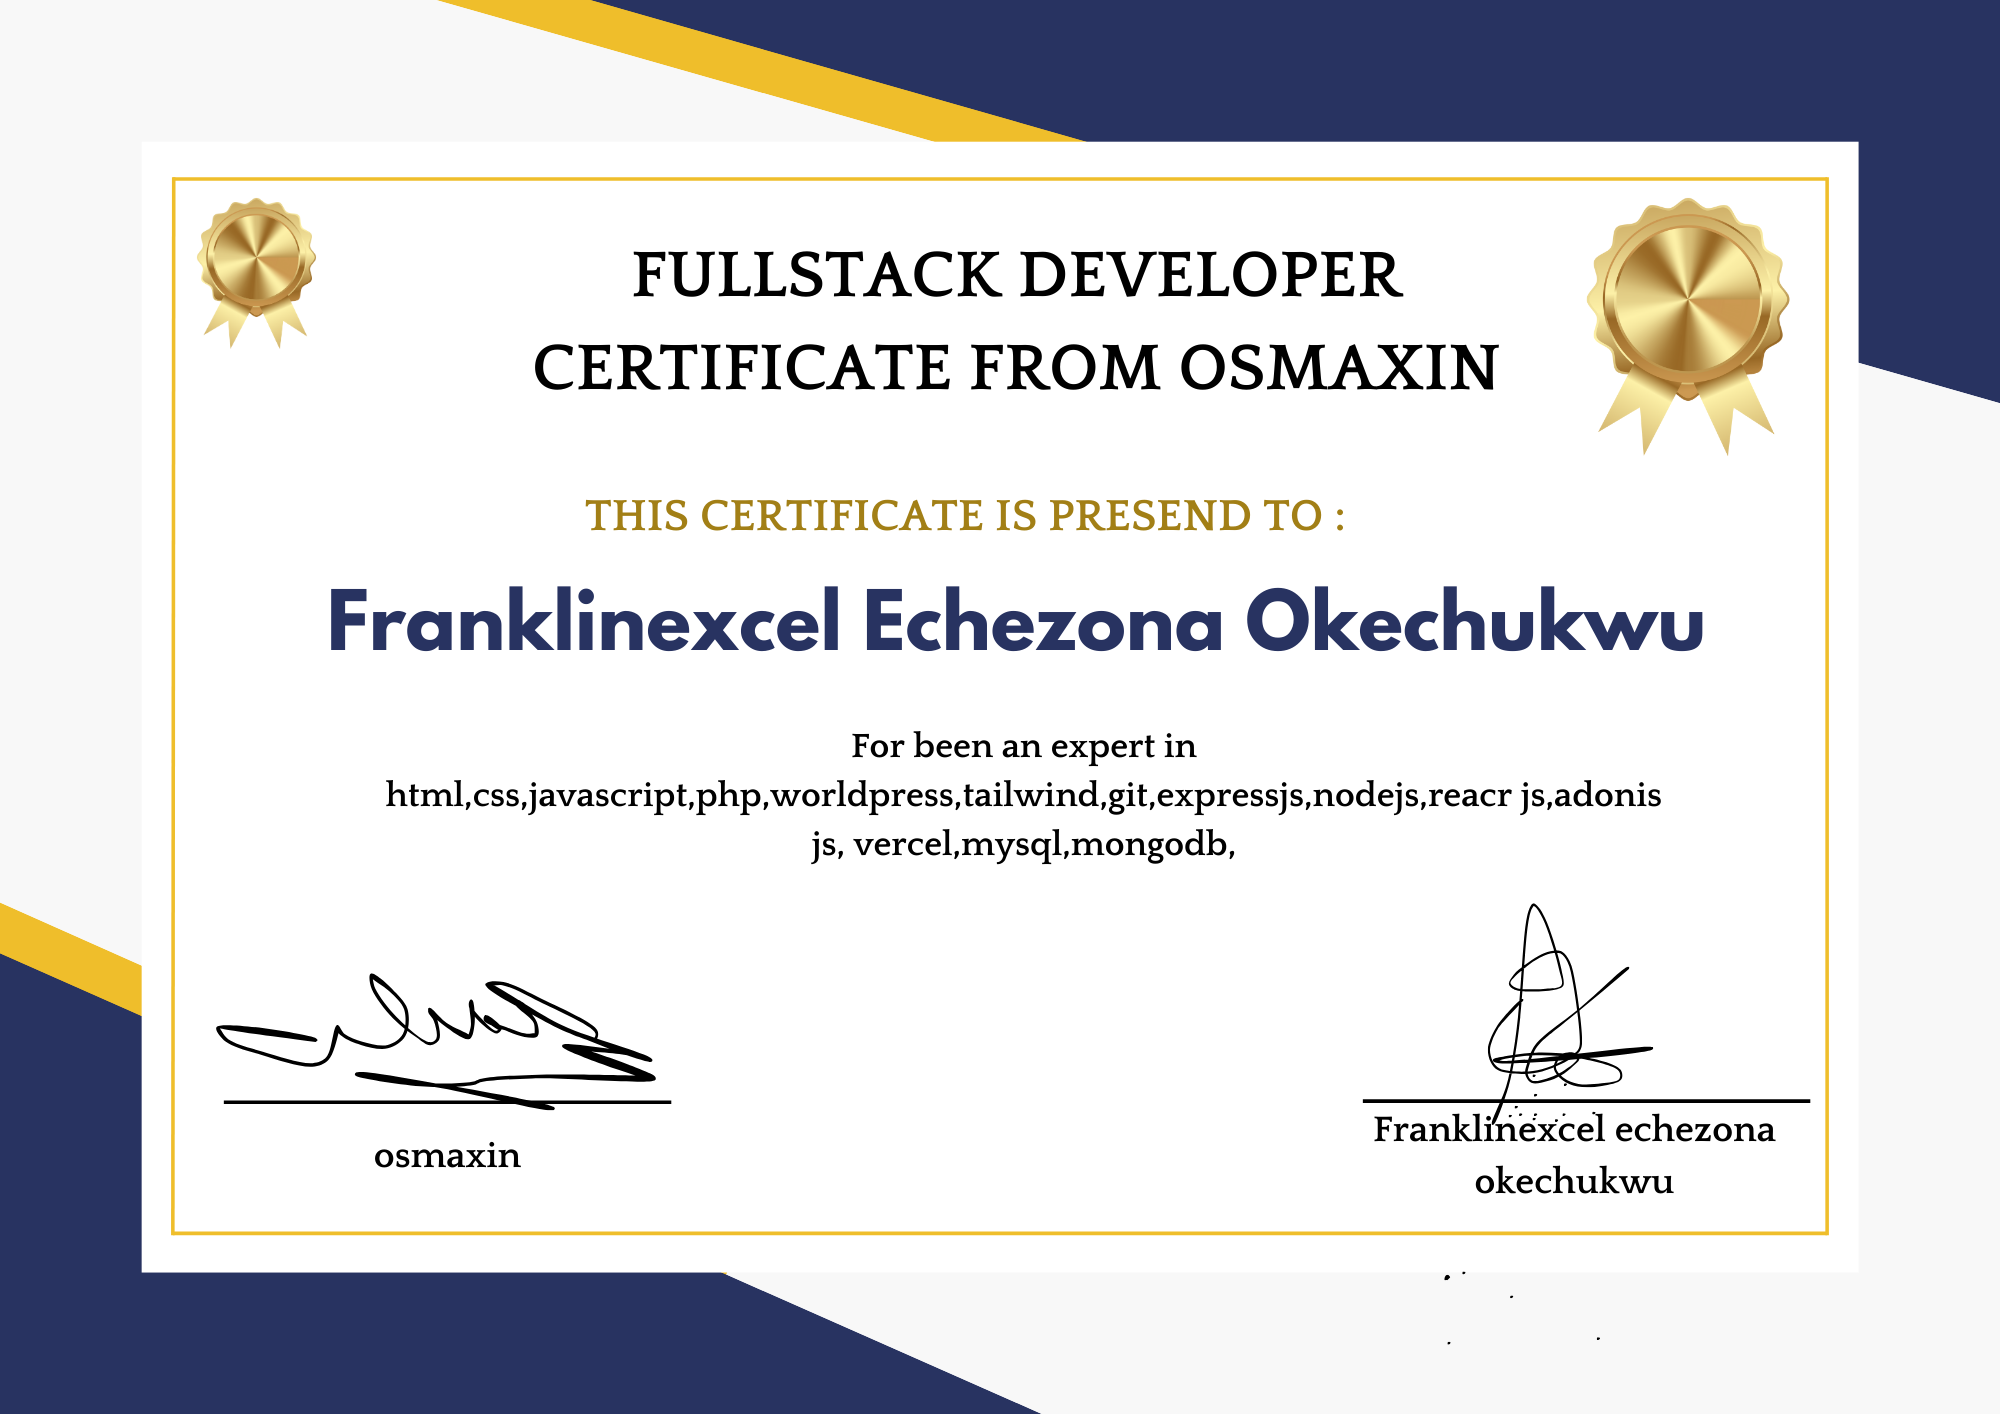 FULLSTACK DEVELOPER
CERTIFICATE FROM OSMAXIN
THIS CERTIFICATE IS PRESEND TO :
Franklinexcel Echezona Okechukwu
For been an expert in
html,css,javascript,php,worldpress,tailwind,git,expressjs,nodejs,reacr js,adonis
js, vercel,mysql,mongodb,
osmaxin
Franklinexcel echezona
okechukwu